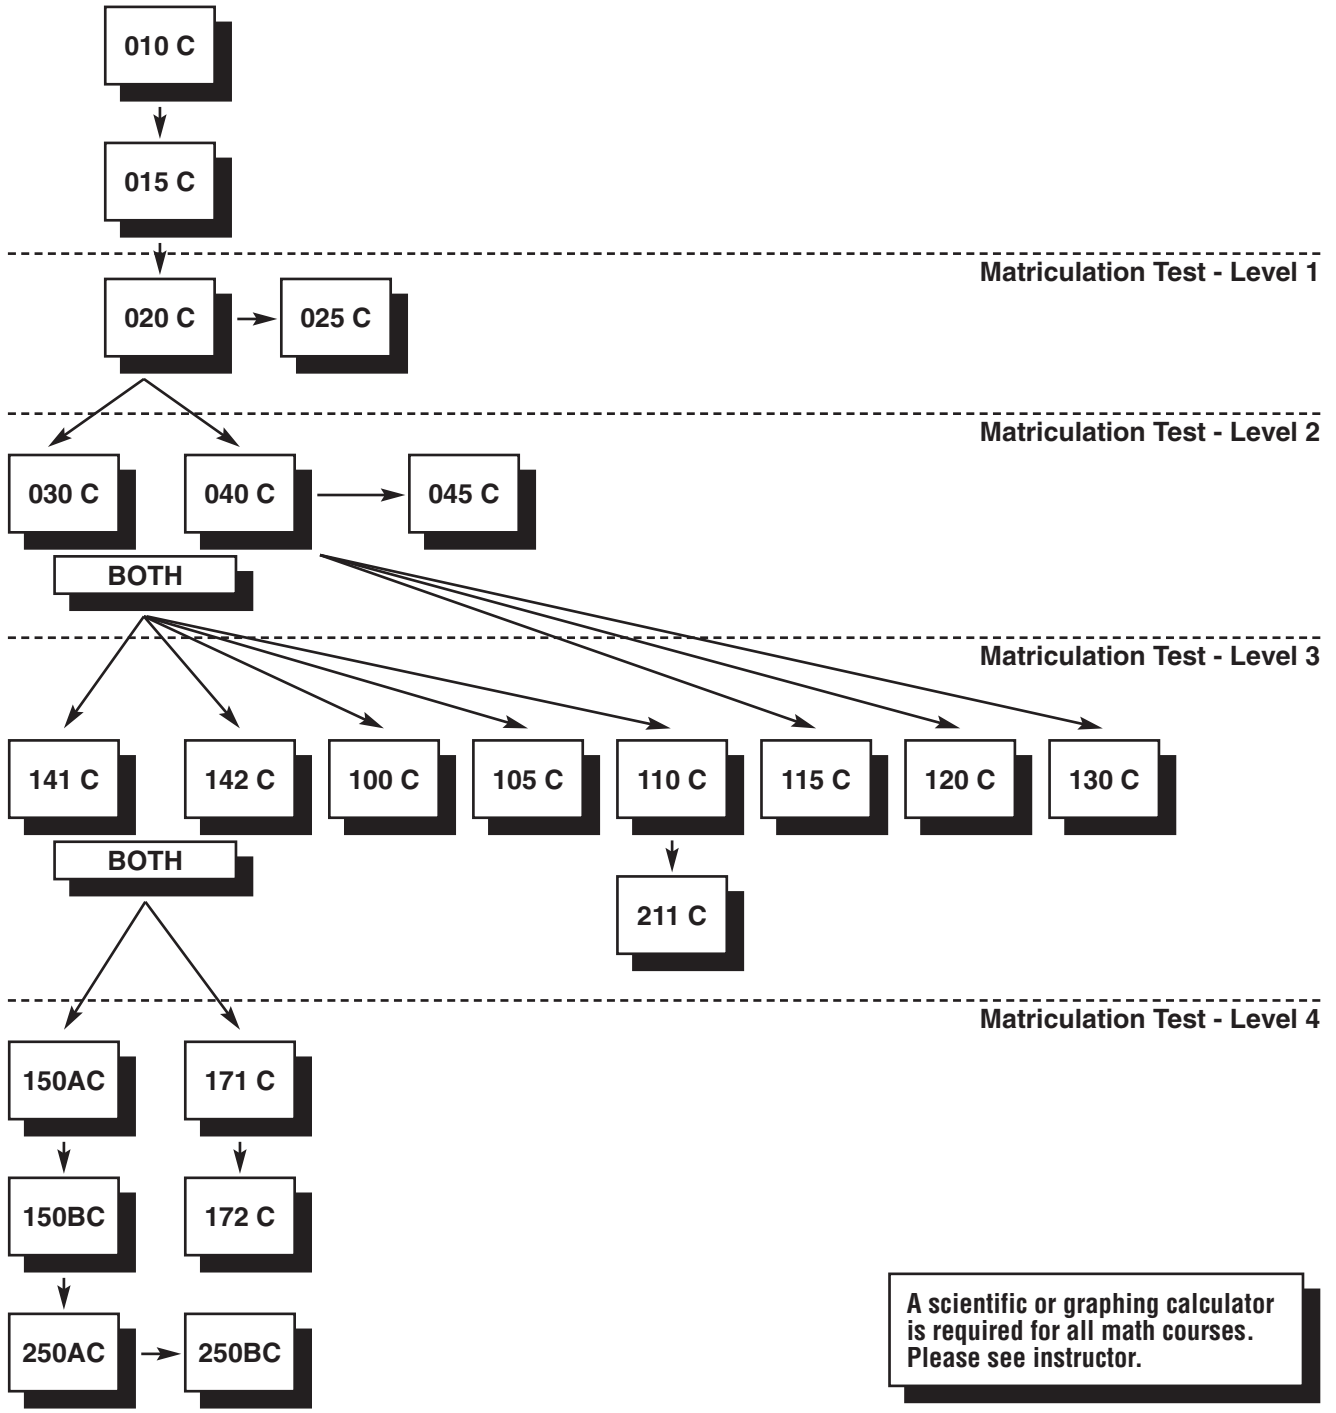 010 C
015 C
Matriculation Test - Level 1
020 C
025 C
Matriculation Test - Level 2
030 C
040 C
045 C
BOTH
Matriculation Test - Level 3
141 C
142 C
100 C
105 C
110 C
115 C
120 C
130 C
BOTH
211 C
Matriculation Test - Level 4
150AC
171 C
150BC
172 C
250AC
250BC
A scientific or graphing calculator
is required for all math courses.
Please see instructor.